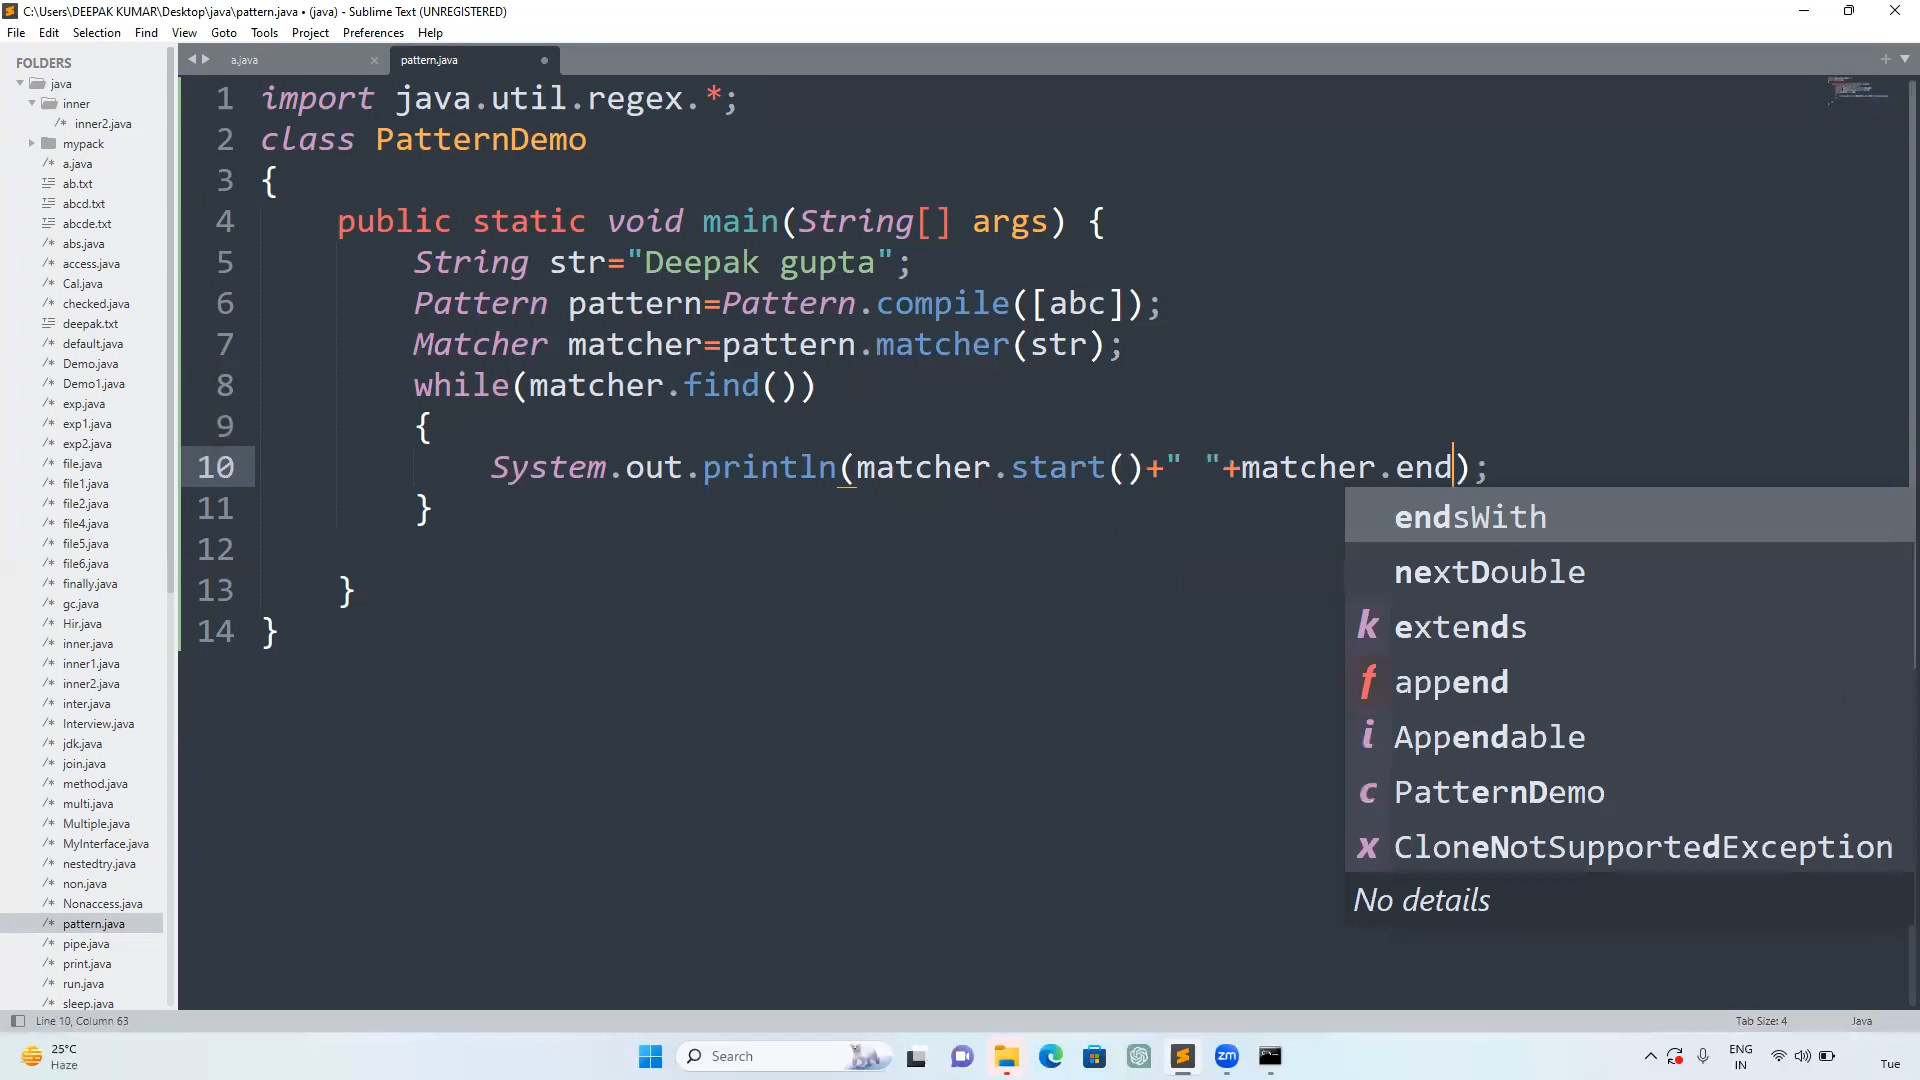 C:\Users\DEEPAK KUMAR\Desktop\java\pattern.java • (java) - Sublime Text (UNREGISTERED)
File Edit Selection Find View Goto Tools Project Preferences Help
FOLDERS
java
inner
inner2.java
mypack
a.java
ab.txt
abcd.txt
abcde.txt
abs.java
access.java
Cal.java
checked.java
deepak.txt
default.java
Demo.java
Demo1.java
exp.java
exp1.java
exp2.java
file.java
file1.java
file2.java
file4.java
file5.java
file6.java
finally.java
gc.java
Hir.java
inner.java
inner1.java
inner2.java
inter.java
Interview.java
jdk.java
join.java
method.java
multi.java
Multiple.java
MyInterface.java
nestedtry.java
non.java
Nonaccess.java
pattern.java
pipe.java
print.java
run.java
sleep.java
a.java pattern.java
1 import java.util.regex.*;
2 class PatternDemo
3 {
4 public static void main(String[] args) {
5 String str="Deepak gupta";
6 Pattern pattern=Pattern.compile([abc]);
7 Matcher matcher=pattern.matcher(str);
8 while(matcher.find())
9 {
10 System.out.println(matcher.start()+" "+matcher.end);
11 }
12
13 }
14 }
endsWith
nextDouble
k extends
f append
i Appendable
c PatternDemo
x CloneNotSupportedException
No details
Line 10, Column 63
Tab Size: 4 Java
25°C
Haze
Search
zm
ENG
IN
Tue